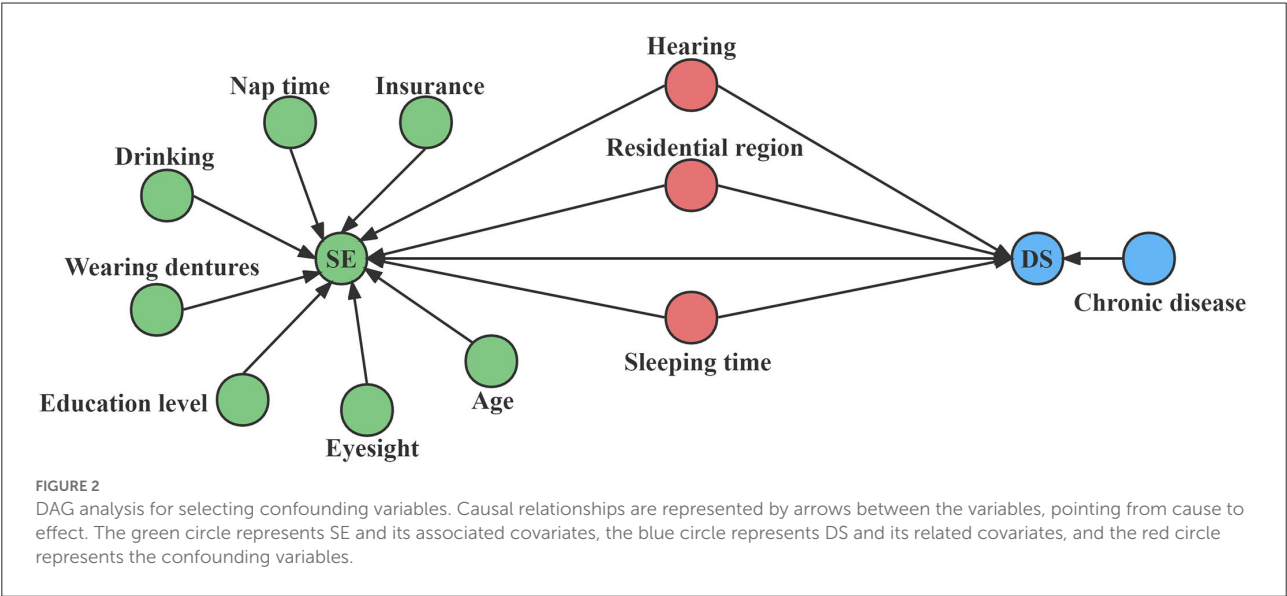 Hearing
Nap time
Insurance
Residential region
Drinking
SE
DS
Wearing dentures
Chronic disease
Sleeping time
Education level
Age
Eyesight
FIGURE 2
DAG analysis for selecting confounding variables. Causal relationships are represented by arrows between the variables, pointing from cause to
effect. The green circle represents SE and its associated covariates, the blue circle represents DS and its related covariates, and the red circle
represents the confounding variables.